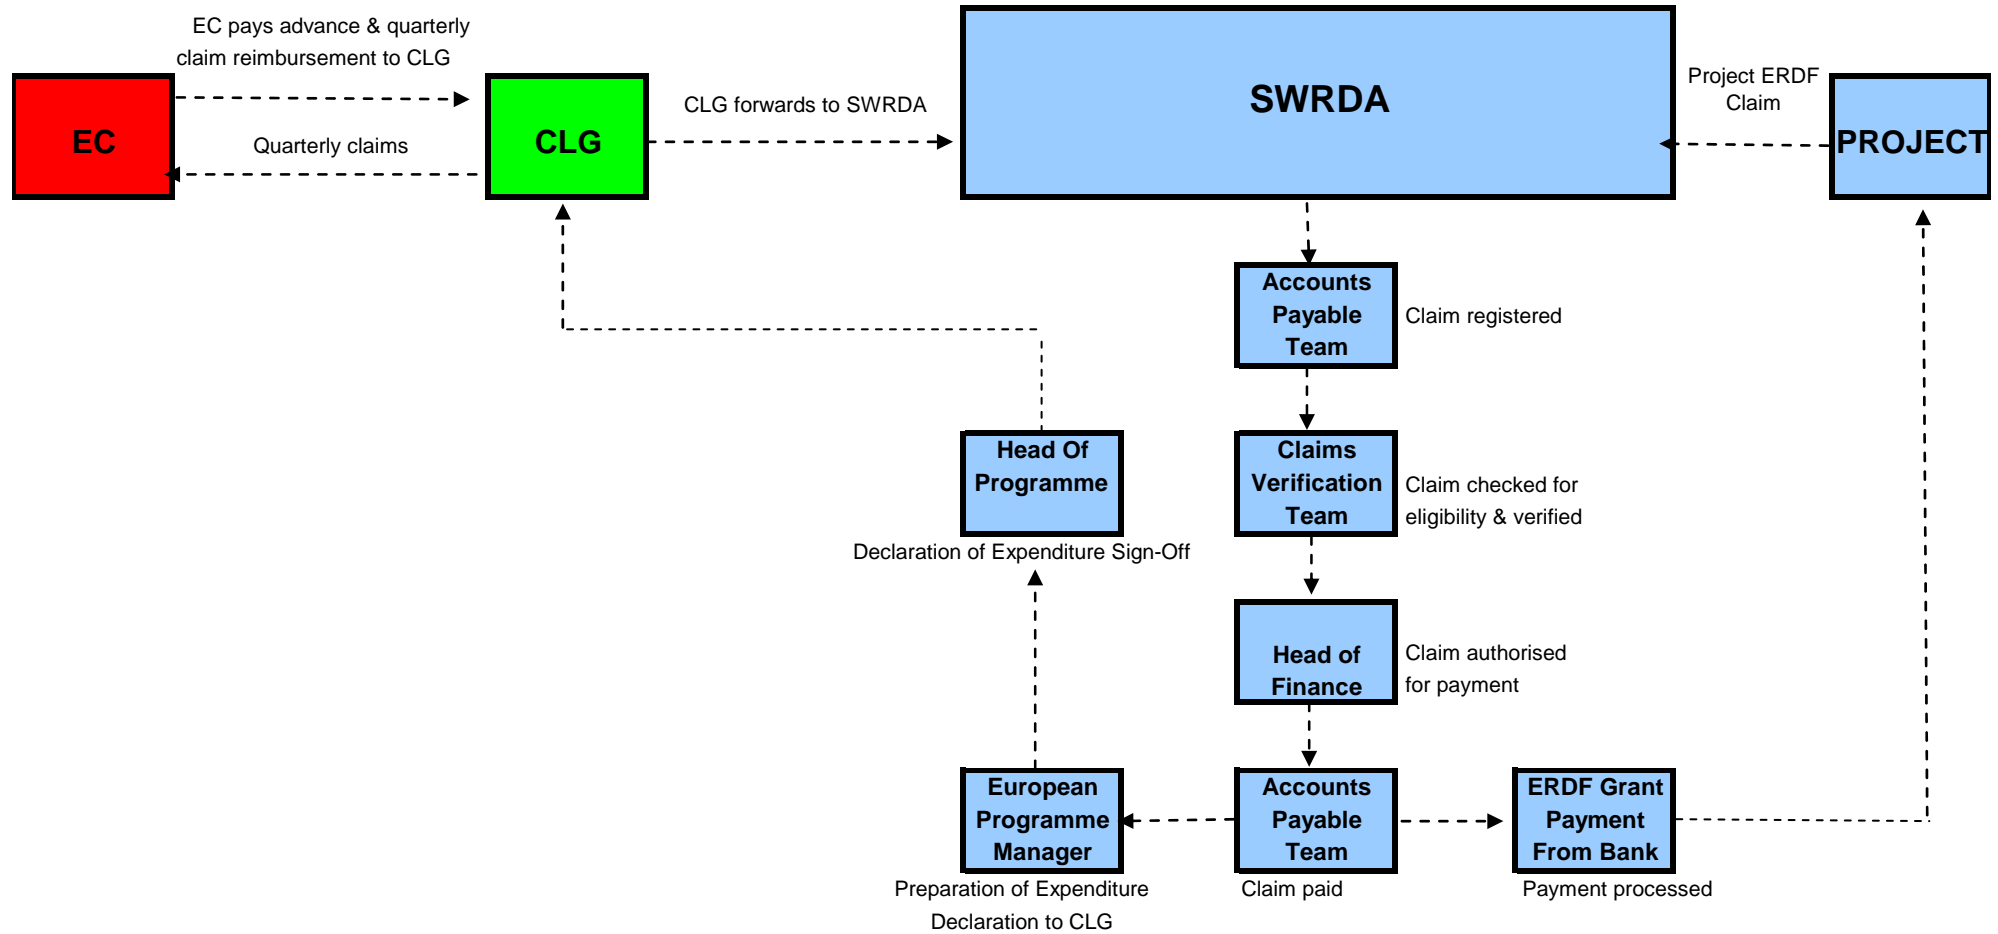 EC pays advance & quarterly
claim reimbursement to CLG
EC
Quarterly claims
CLG
CLG forwards to SWRDA
SWRDA
Project ERDF
Claim
PROJECT
Accounts
Payable
Team
Claim registered
Head Of
Programme
Declaration of Expenditure Sign-Off
Claims
Verification
Team
Claim checked for
eligibility & verified
Head of
Finance
Claim authorised
for payment
European
Programme
Manager
Preparation of Expenditure
Declaration to CLG
Accounts
Payable
Team
Claim paid
ERDF Grant
Payment
From Bank
Payment processed